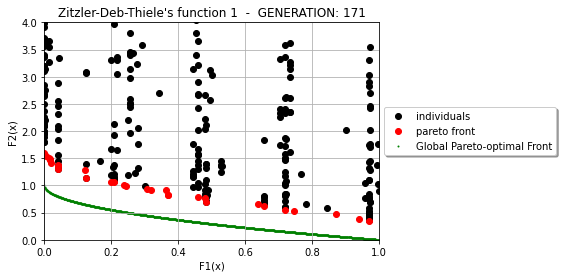 Zitzler-Deb-Thiele's function 1 - GENERATION: 171
4.0
3.5
3.0
2.5
2.0
1.5
1.0
0.5
0.0
F2(x)
0.0 0.2 0.4 0.6 0.8 1.0
F1(x)
individuals
pareto front
Global Pareto-optimal Front